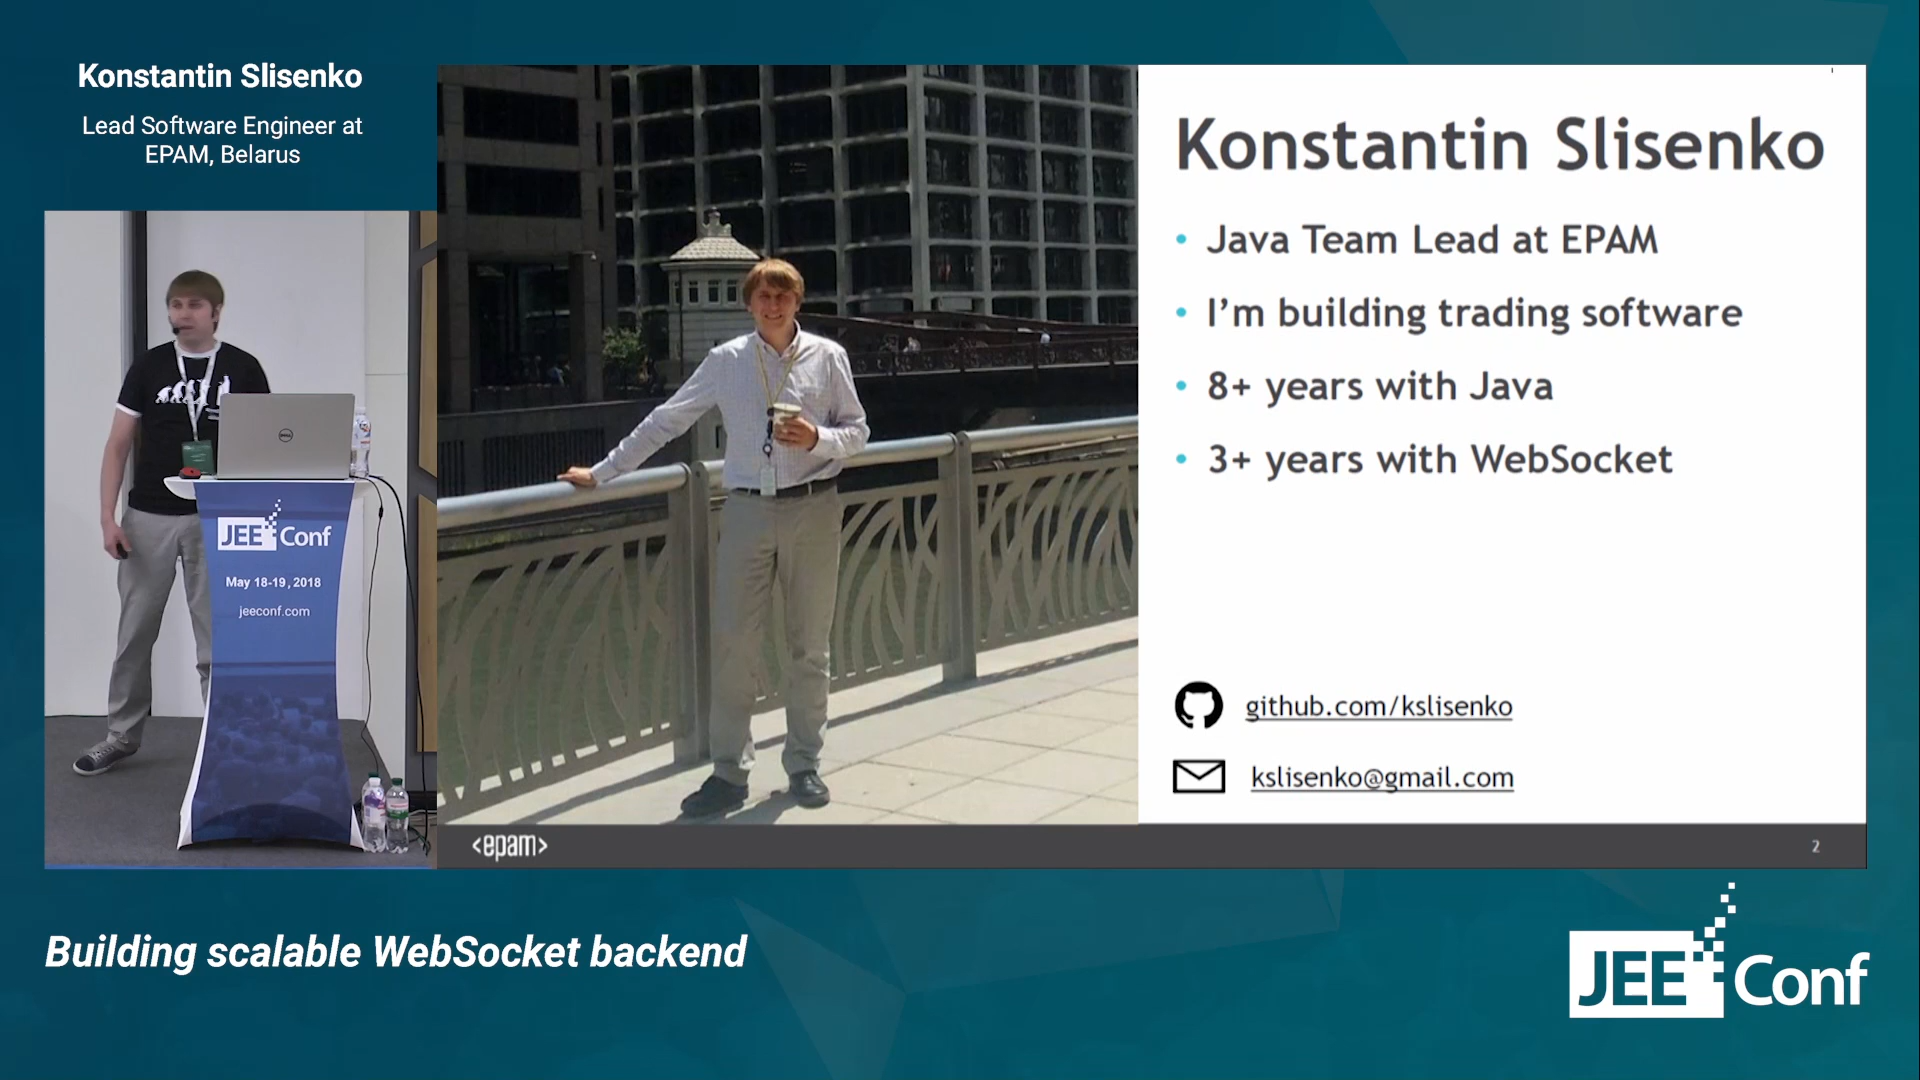 Konstantin Slisenko
Lead Software Engineer at
EPAM, Belarus
JEE Conf
May 18-19, 2018
jeeconf.com
DELL
Konstantin Slisenko
• Java Team Lead at EPAM
• I'm building trading software
• 8+ years with Java
• 3+ years with WebSocket
github.com/kslisenko
kslisenko@gmail.com
<epam>
2
Building scalable WebSocket backend
JEE Conf